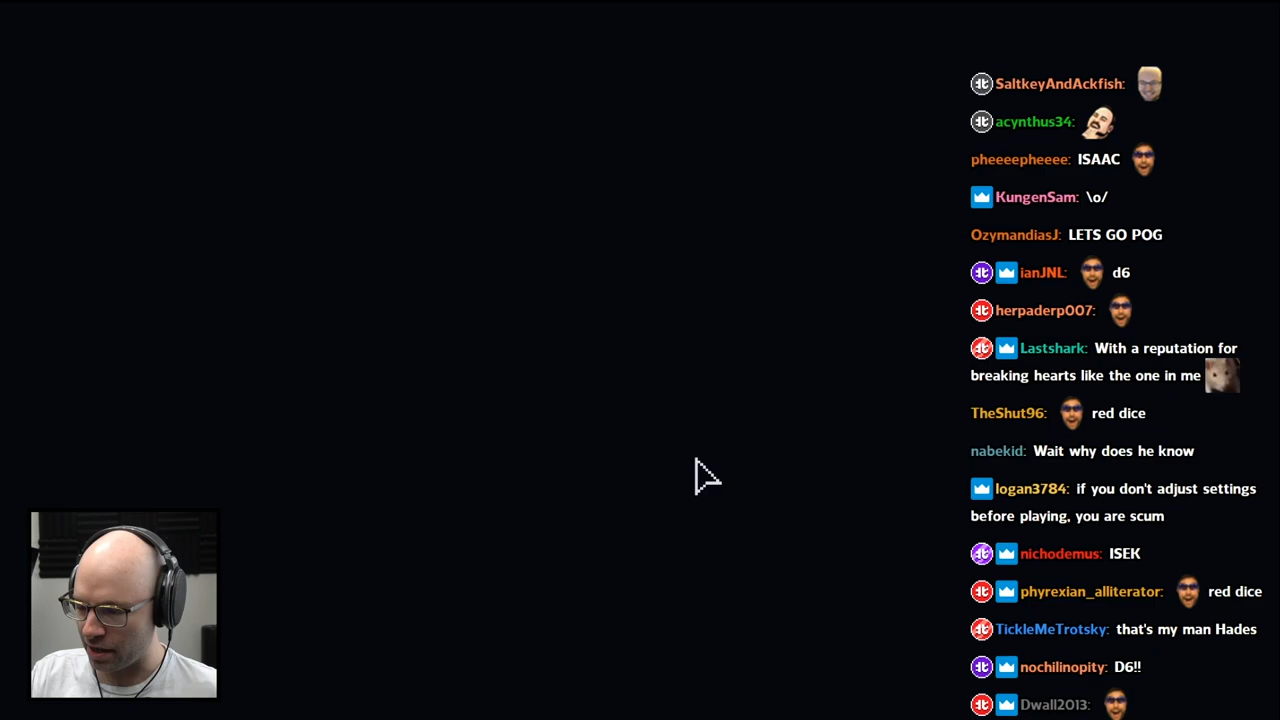 SaltkeyAndAckfish:
acynthus34:
pheeeepheeee: ISAAC
KungenSam: \o/
OzymandiasJ: LETS GO POG
ianJNL: d6
herpaderp007:
Lastshark: With a reputation for
breaking hearts like the one in me
TheShut96: red dice
nabekid: Wait why does he know
logan3784: if you don't adjust settings
before playing, you are scum
nichodemus: ISEK
phyrexian_alliterator: red dice
TickleMeTrotsky: that's my man Hades
nochilinopity: D6!!
Dwall2013: